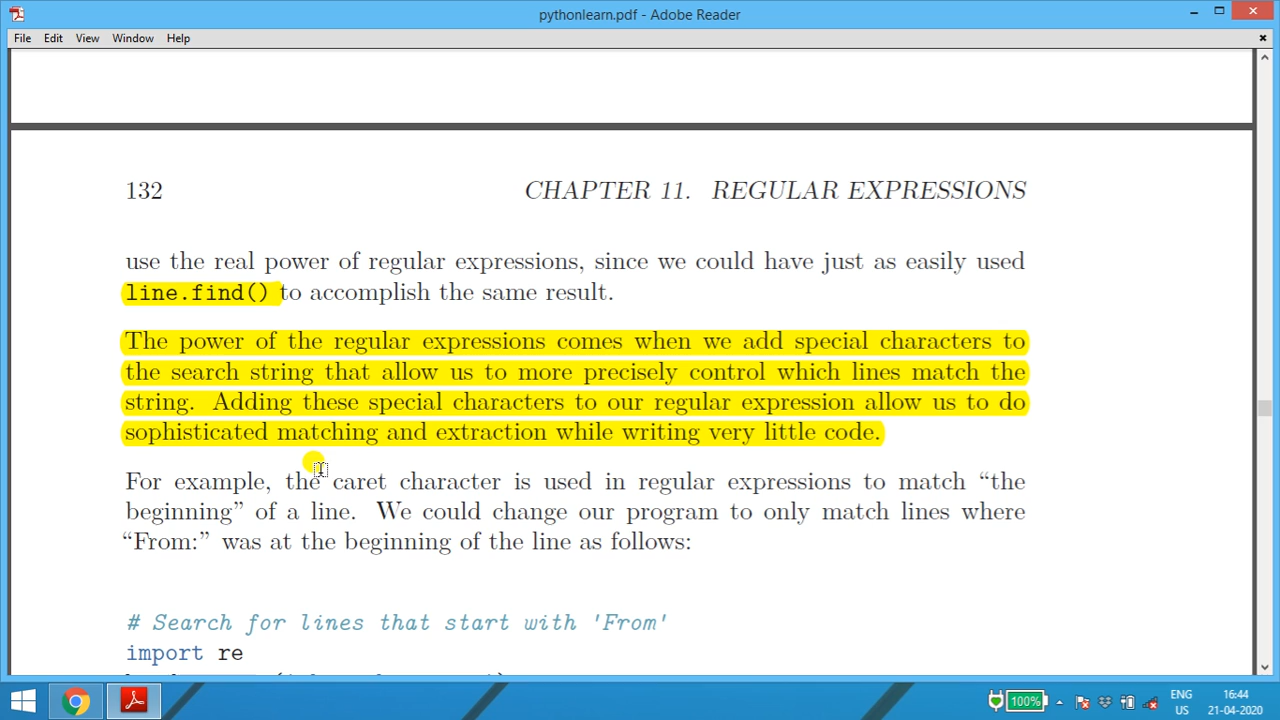 pythonlearn.pdf - Adobe Reader
File Edit View Window Help
132 CHAPTER 11. REGULAR EXPRESSIONS
use the real power of regular expressions, since we could have just as easily used
line.find() to accomplish the same result.
The power of the regular expressions comes when we add special characters to
the search string that allow us to more precisely control which lines match the
string. Adding these special characters to our regular expression allow us to do
sophisticated matching and extraction while writing very little code.
For example, the caret character is used in regular expressions to match “the
beginning” of a line. We could change our program to only match lines where
“From:” was at the beginning of the line as follows:
# Search for lines that start with 'From'
import re
100% ENG 16:44
US 21-04-2020